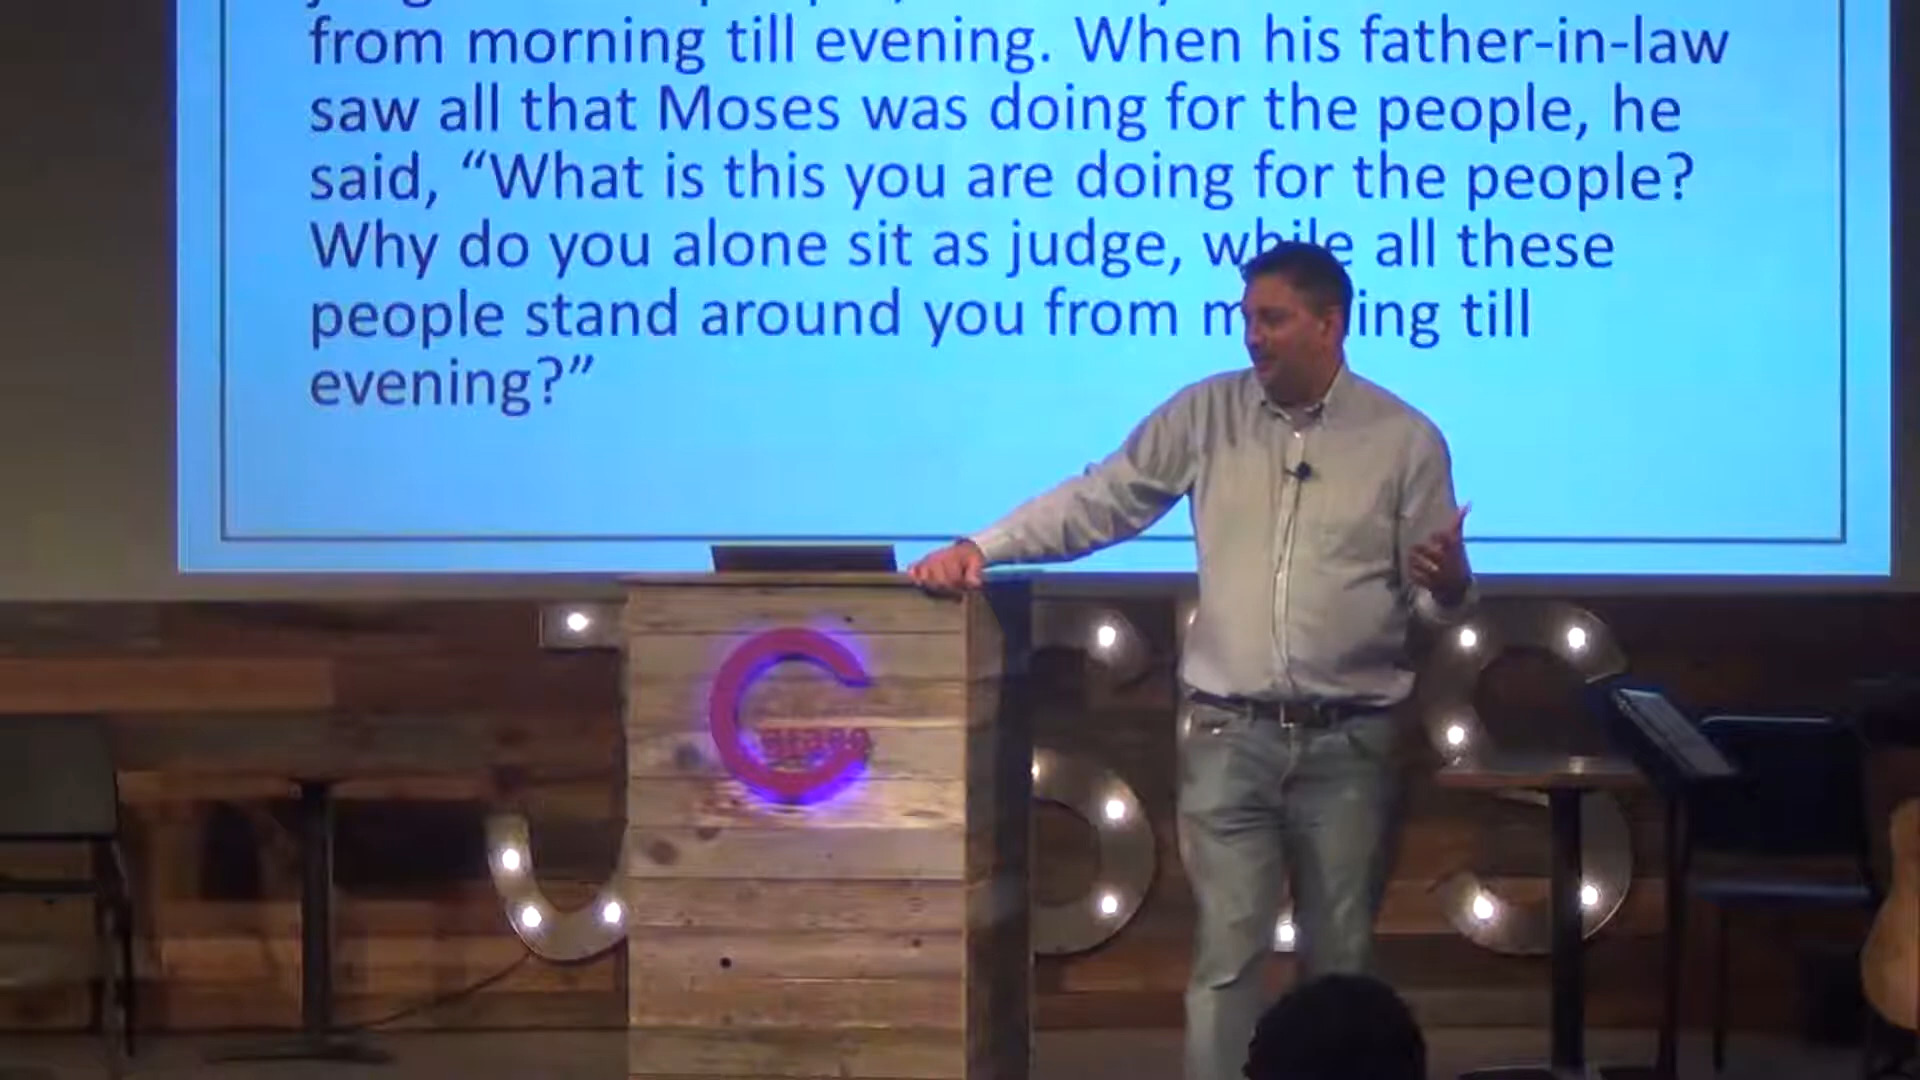 from morning till evening. When his father-in-law
saw all that Moses was doing for the people, he
said, “What is this you are doing for the people?
Why do you alone sit as judge, while all these
people stand around you from morning till
evening?”